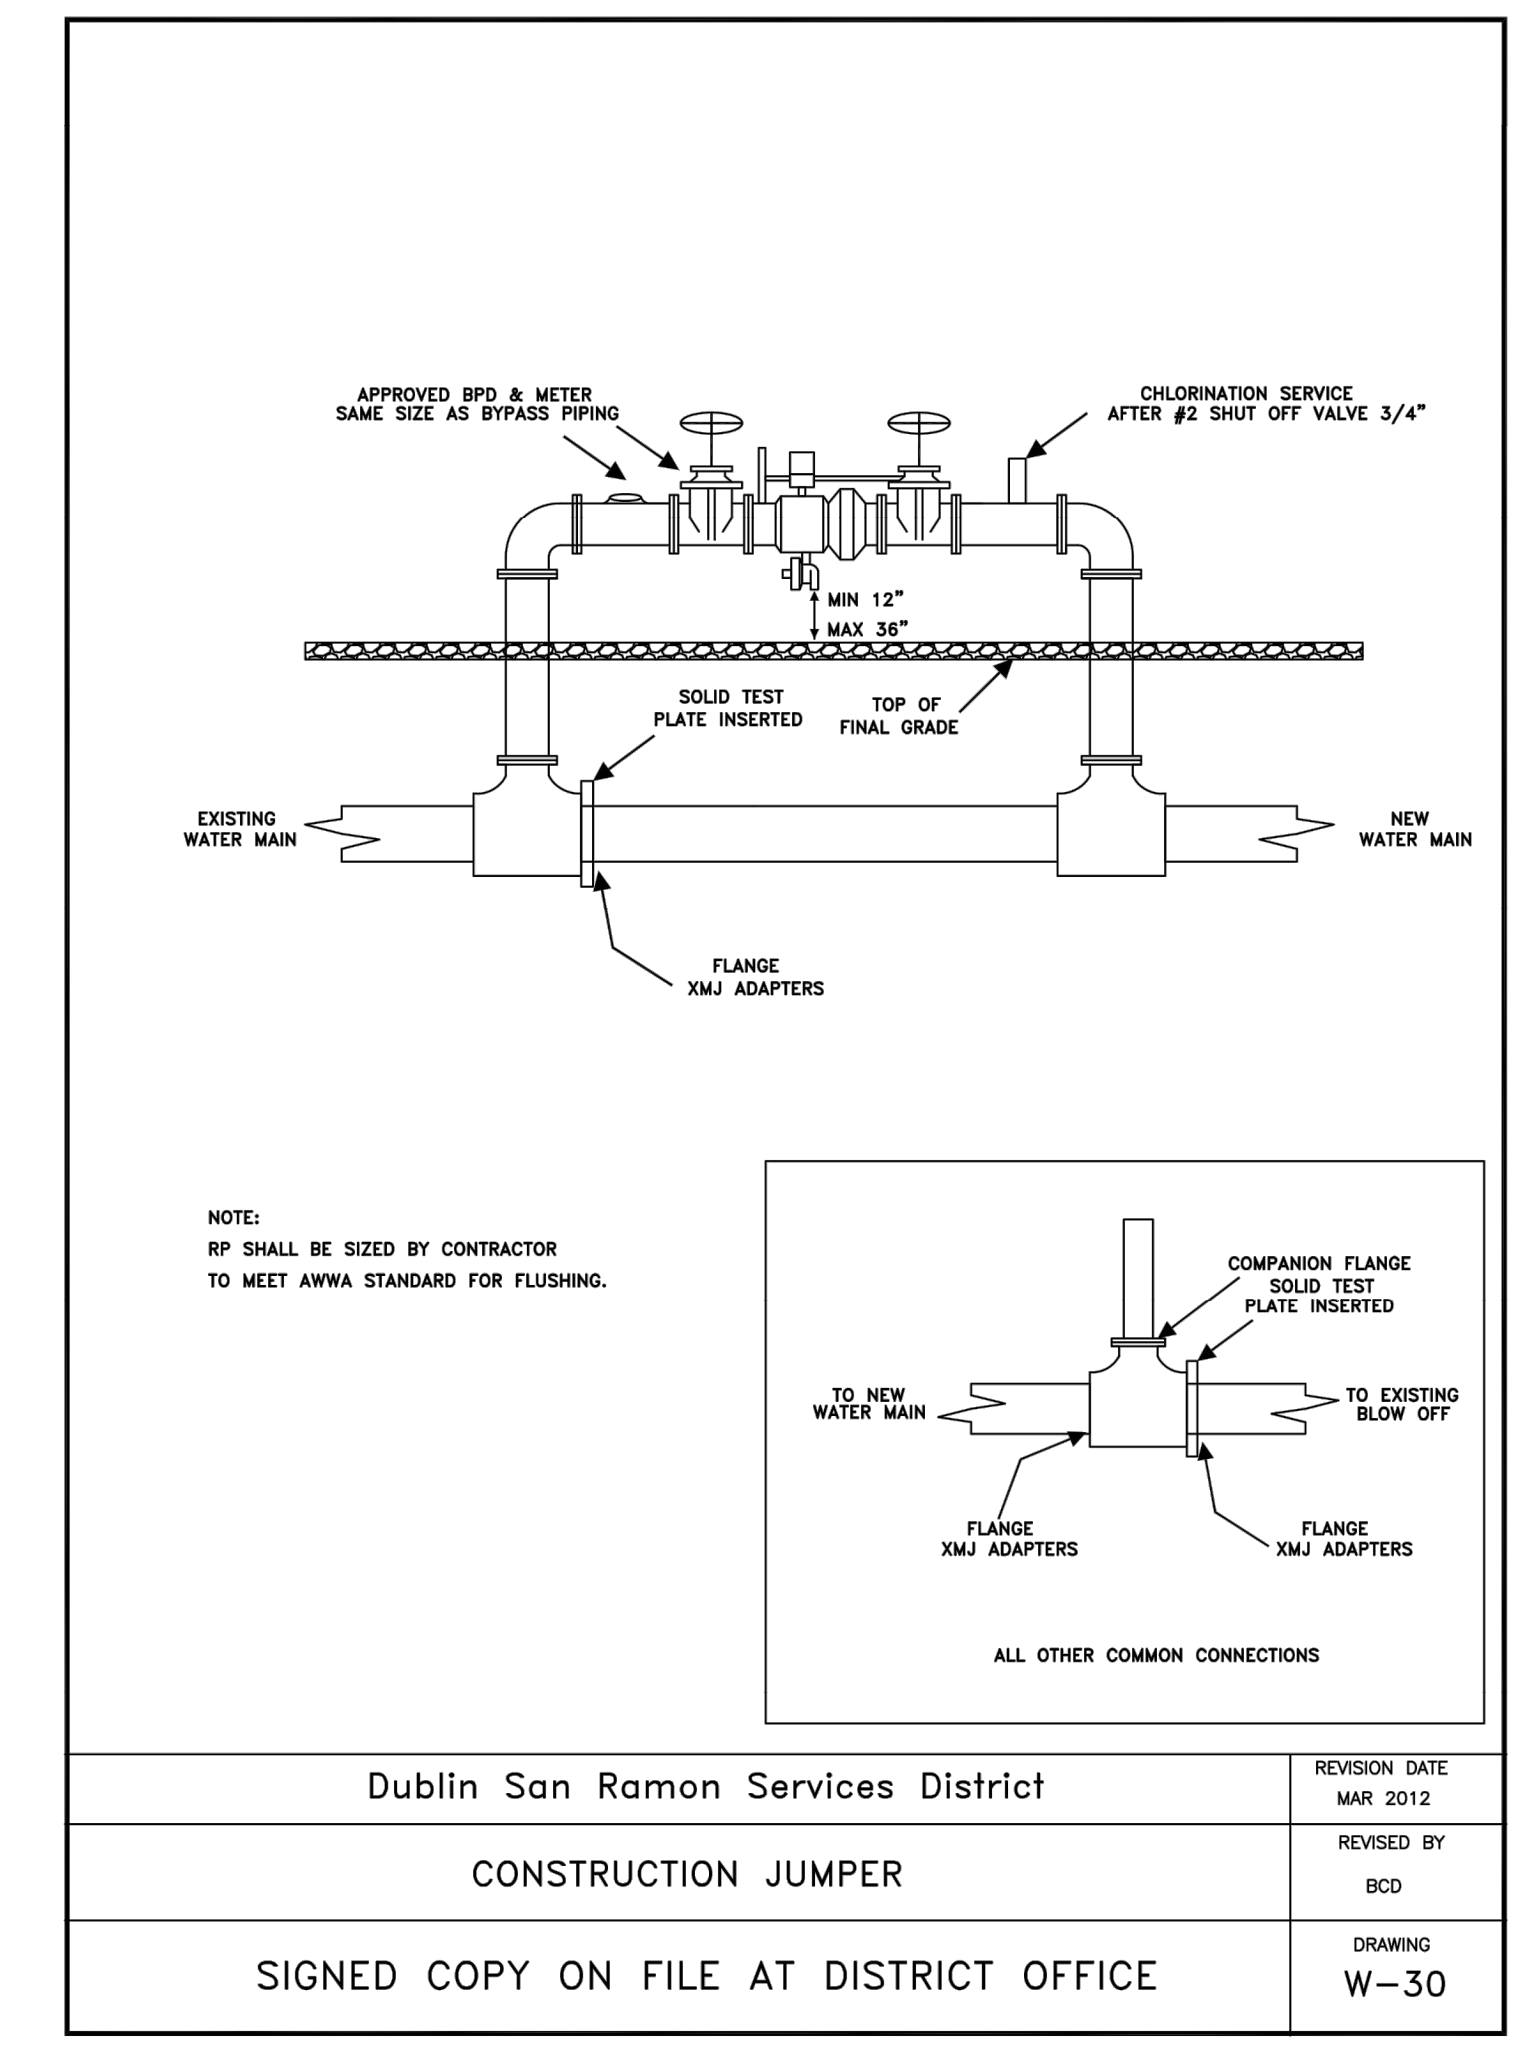 APPROVED BPD & METER
SAME SIZE AS BYPASS PIPING
CHLORINATION SERVICE
AFTER #2 SHUT OFF VALVE 3/4”
MIN 12”
MAX 36”
SOLID TEST
PLATE INSERTED
TOP OF
FINAL GRADE
EXISTING
WATER MAIN
NEW
WATER MAIN
FLANGE
XMJ ADAPTERS
NOTE:
RP SHALL BE SIZED BY CONTRACTOR
TO MEET AWWA STANDARD FOR FLUSHING.
COMPANION FLANGE
SOLID TEST
PLATE INSERTED
TO NEW
WATER MAIN
TO EXISTING
BLOW OFF
FLANGE
XMJ ADAPTERS
FLANGE
XMJ ADAPTERS
ALL OTHER COMMON CONNECTIONS
Dublin San Ramon Services District
REVISION DATE
MAR 2012
CONSTRUCTION JUMPER
REVISED BY
BCD
SIGNED COPY ON FILE AT DISTRICT OFFICE
DRAWING
W-30